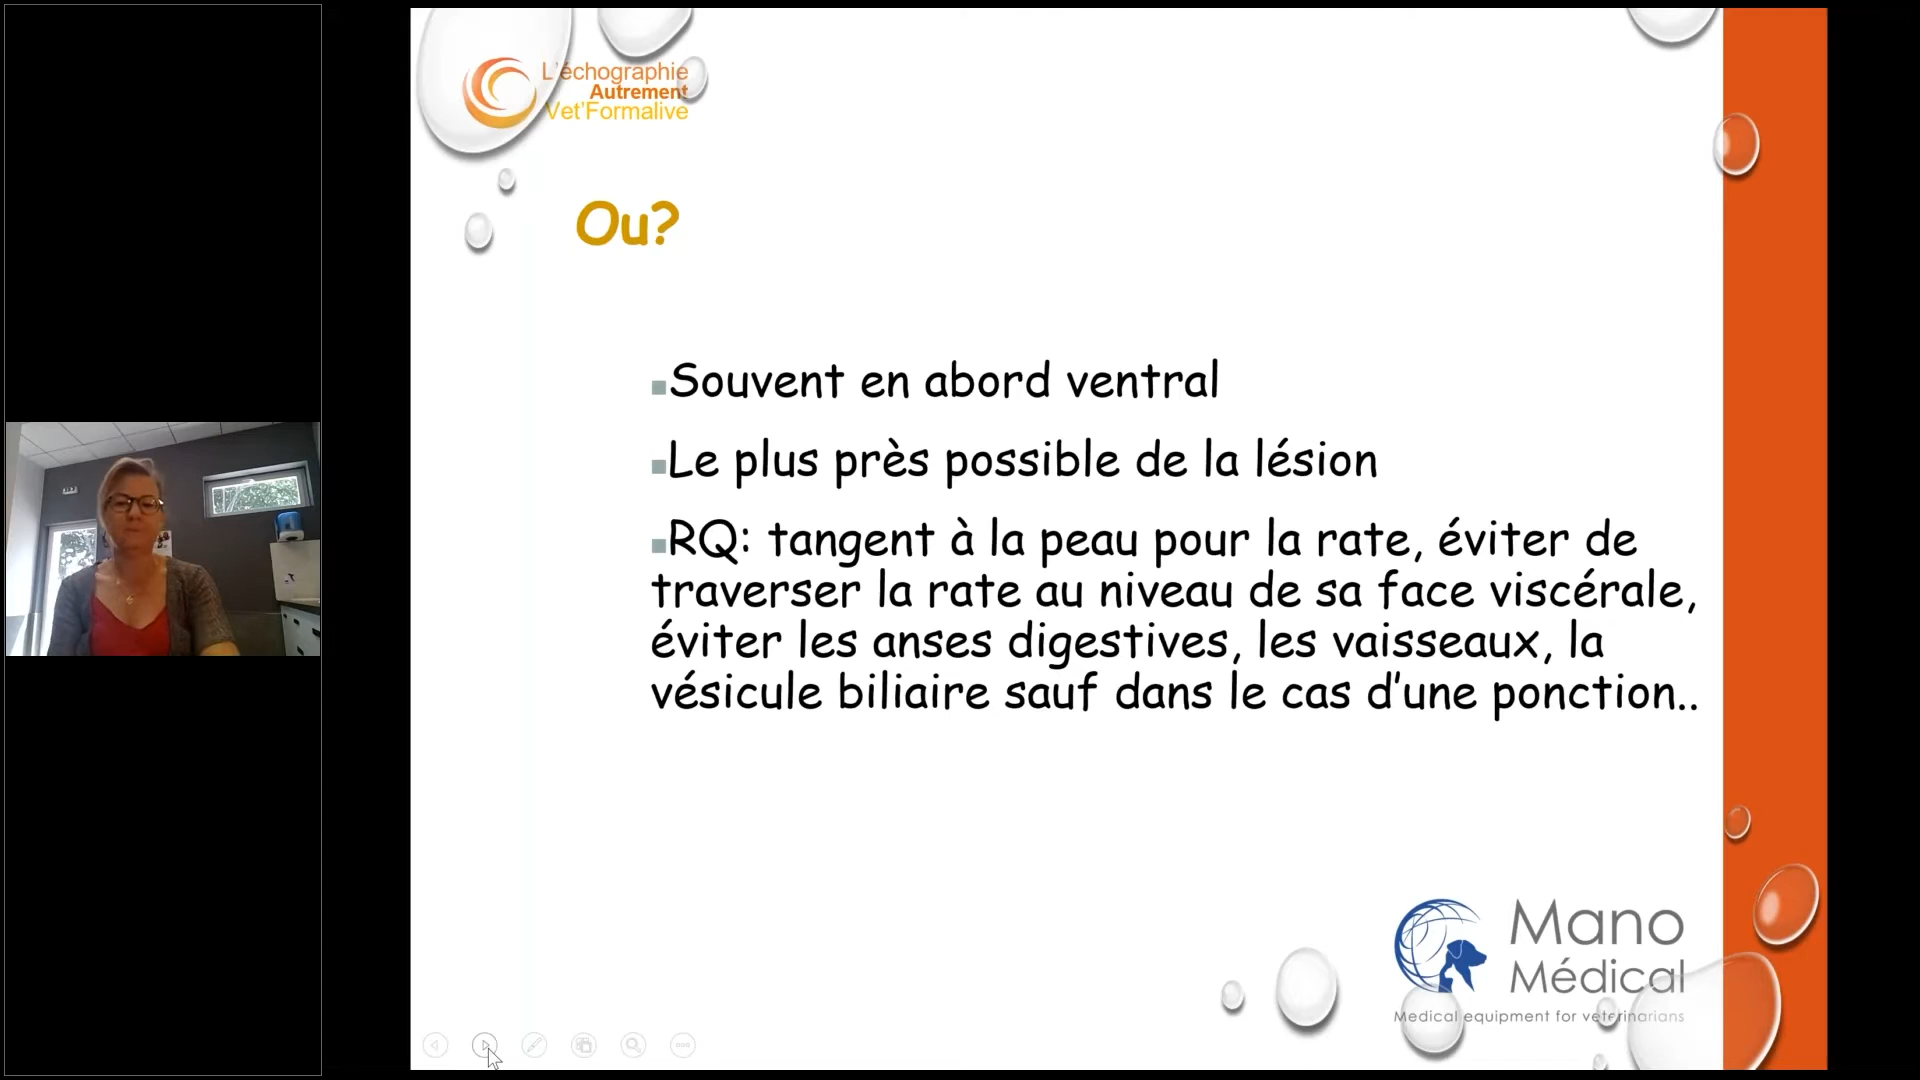 L'échographie
Autrement
Vet'Formalive
Ou?
Souvent en abord ventral
Le plus près possible de la lésion
RQ: tangent à la peau pour la rate, éviter de
traverser la rate au niveau de sa face viscérale,
éviter les anses digestives, les vaisseaux, la
vésicule biliaire sauf dans le cas d'une ponction..
Mano
Médical
Medical equipment for veterinarians